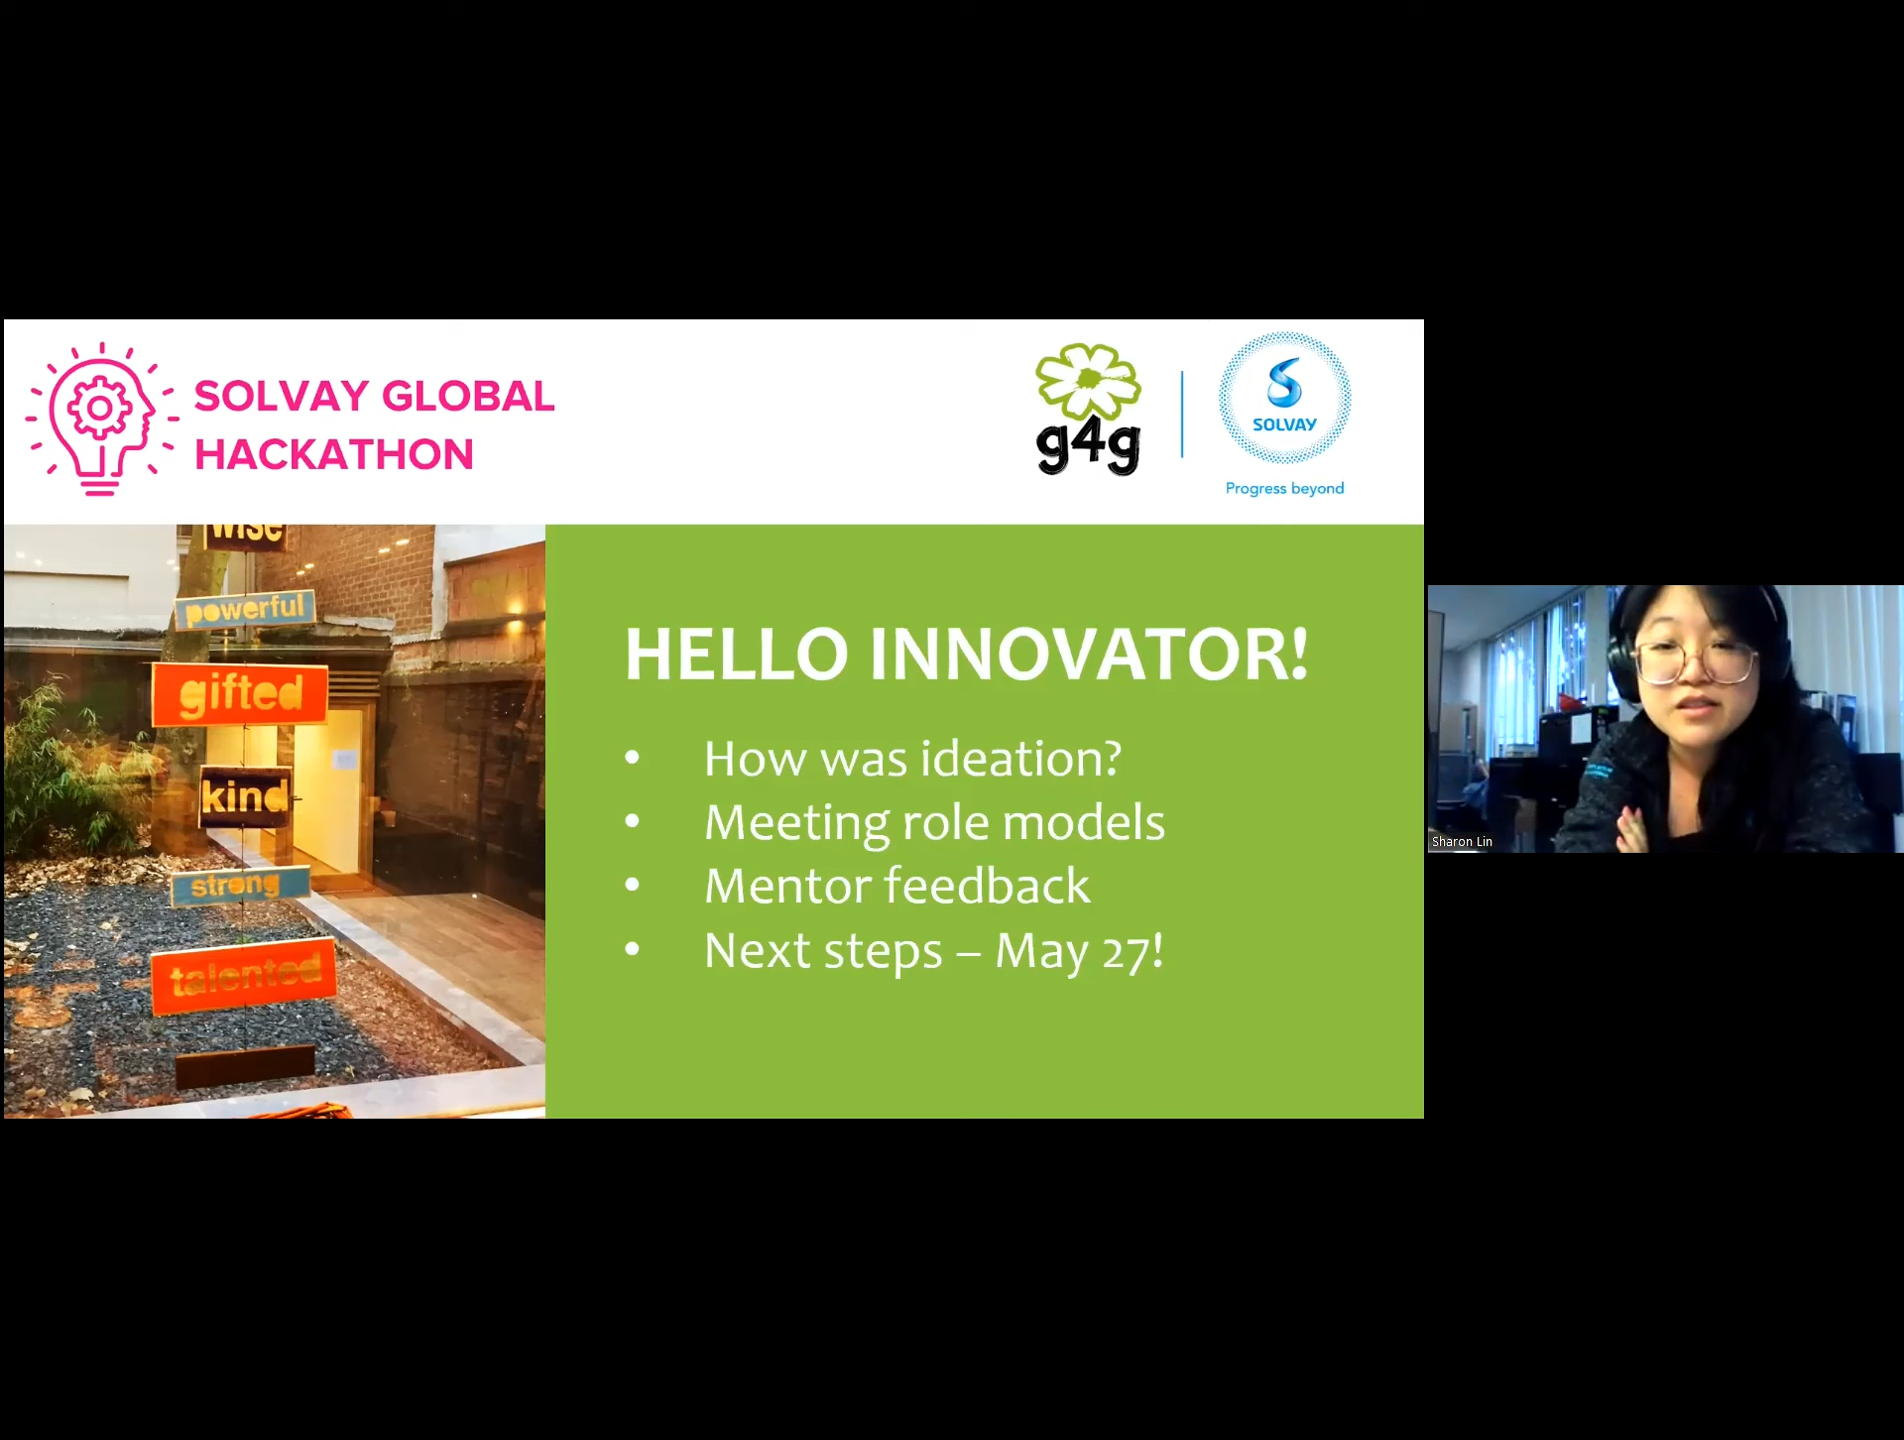 SOLVAY GLOBAL
HACKATHON
g4g
SOLVAY
Progress beyond
wise
powerful
gifted
kind
strong
talented
HELLO INNOVATOR!
• How was ideation?
• Meeting role models
• Mentor feedback
• Next steps – May 27!
Sharon Lin